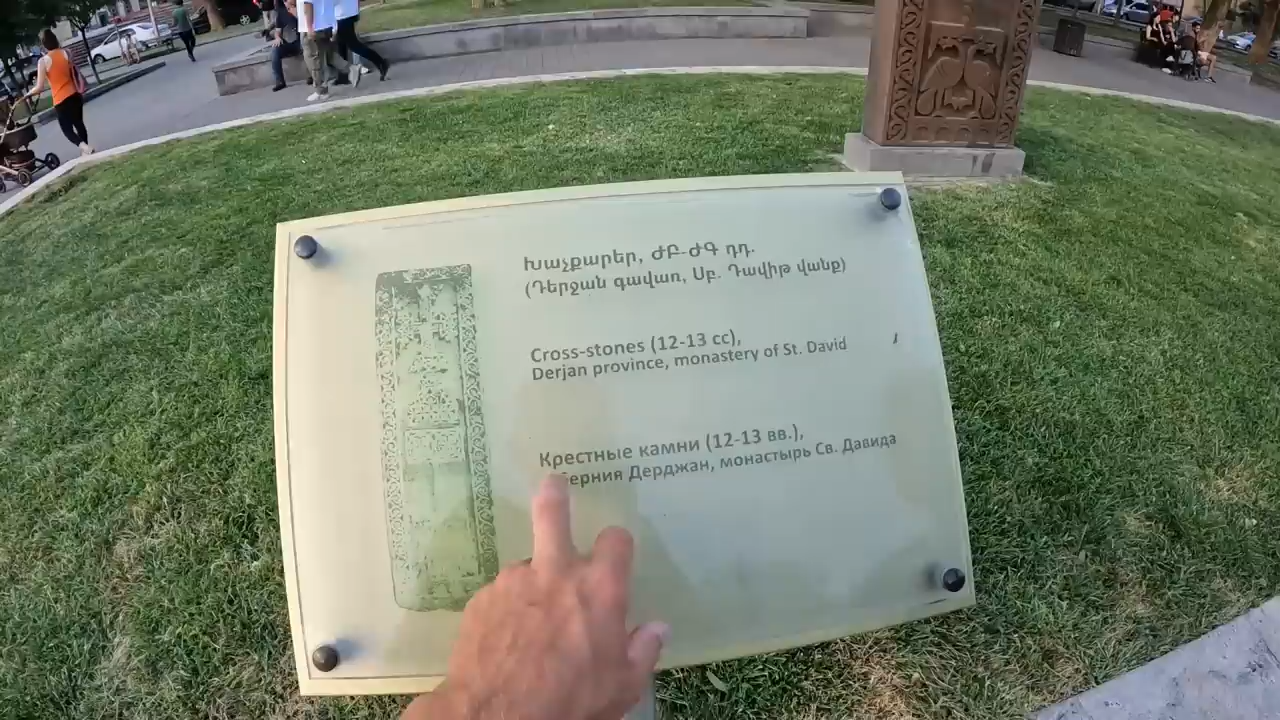 Խաչքարեր, ԺԲ-ԺԳ դդ.
(Դերջան գավառ, Սբ. Դավիթ վանք)
Cross-stones (12-13 cc),
Derjan province, monastery of St. David
Крестные камни (12-13 вв.),
Дерджан, монастырь Св. Давида